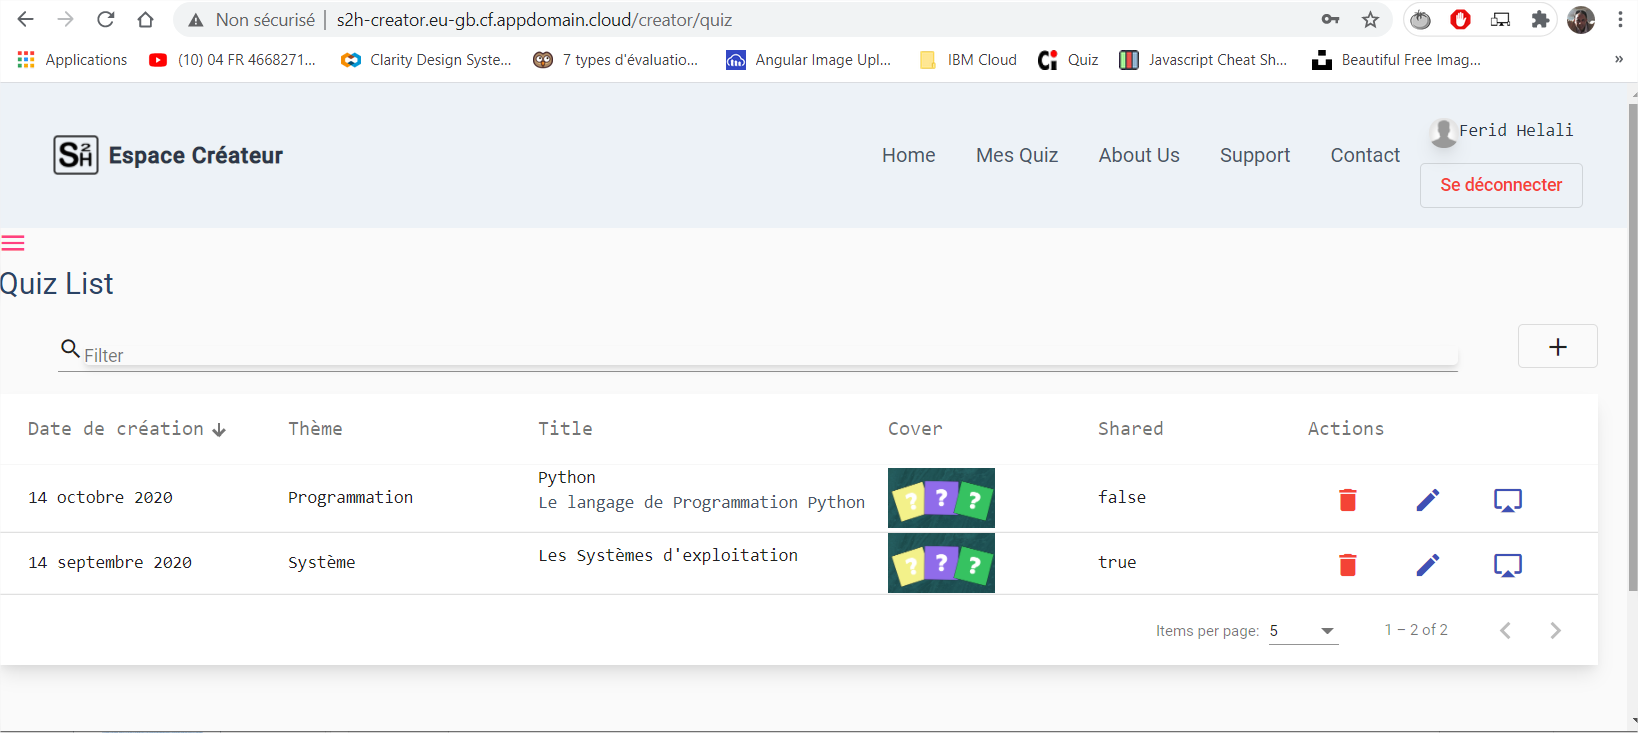 Non sécurisé | s2h-creator.eu-gb.cf.appdomain.cloud/creator/quiz
Applications (10) 04 FR 4668271... Clarity Design Syste... 7 types d'évaluatio... Angular Image Upl... IBM Cloud Quiz Javascript Cheat Sh... Beautiful Free Imag... »
S2H Espace Créateur
Home Mes Quiz About Us Support Contact
Ferid Helali
Se déconnecter
Quiz List
Filter
+
Date de création Thème Title Cover Shared Actions
14 octobre 2020 Programmation Python ? ? ? false
Le langage de Programmation Python
14 septembre 2020 Système Les Systèmes d'exploitation ? ? ? true
Items per page: 5 1 – 2 of 2